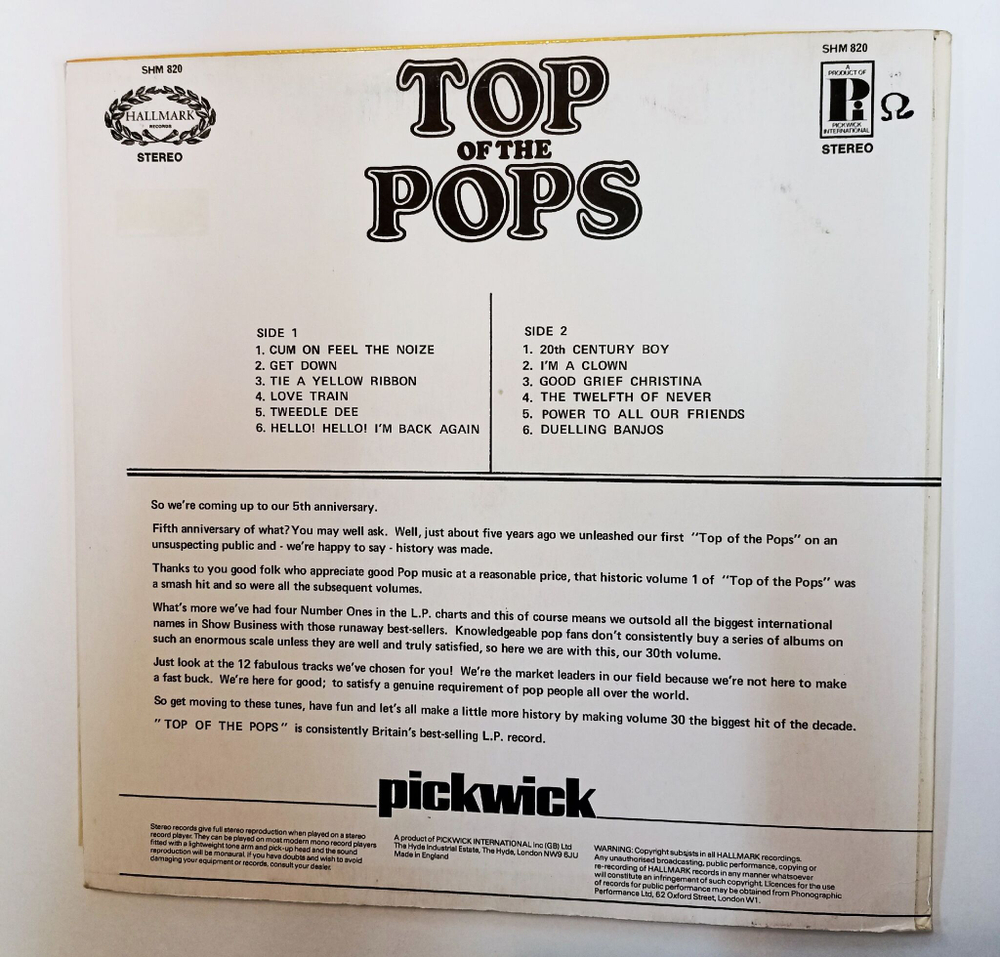 SHM 820
HALLMARK
RECORDS
STEREO
TOP
OF THE
POPS
SHM 820
A
PRODUCT OF
Pi
PICKWICK
INTERNATIONAL
STEREO
Ω
SIDE 1
1. CUM ON FEEL THE NOIZE
2. GET DOWN
3. TIE A YELLOW RIBBON
4. LOVE TRAIN
5. TWEEDLE DEE
6. HELLO! HELLO! I'M BACK AGAIN
SIDE 2
1. 20th CENTURY BOY
2. I'M A CLOWN
3. GOOD GRIEF CHRISTINA
4. THE TWELFTH OF NEVER
5. POWER TO ALL OUR FRIENDS
6. DUELLING BANJOS
So we're coming up to our 5th anniversary.
Fifth anniversary of what? You may well ask. Well, just about five years ago we unleashed our first "Top of the Pops" on an
unsuspecting public and - we're happy to say - history was made.
Thanks to you good folk who appreciate good Pop music at a reasonable price, that historic volume 1 of "Top of the Pops" was
a smash hit and so were all the subsequent volumes.
What's more we've had four Number Ones in the L.P. charts and this of course means we outsold all the biggest international
names in Show Business with those runaway best-sellers. Knowledgeable pop fans don't consistently buy a series of albums on
such an enormous scale unless they are well and truly satisfied, so here we are with this, our 30th volume.
Just look at the 12 fabulous tracks we've chosen for you! We're the market leaders in our field because we're not here to make
a fast buck. We're here for good; to satisfy a genuine requirement of pop people all over the world.
So get moving to these tunes, have fun and let's all make a little more history by making volume 30 the biggest hit of the decade.
"TOP OF THE POPS" is consistently Britain's best-selling L.P. record.
pickwick
Stereo records give full stereo reproduction when played on a stereo
record player. They can be played on most modern mono record players
fitted with a lightweight tone arm and pick-up head and the sound
reproduction will be monaural. If you have doubts and wish to avoid
damaging your equipment or records, consult your dealer.
A product of PICKWICK INTERNATIONAL Inc (GB) Ltd
The Hyde Industrial Estate, The Hyde, London NW9 6JU
Made in England
WARNING: Copyright subsists in all HALLMARK recordings.
Any unauthorised broadcasting, public performance, copying or
re-recording of HALLMARK records in any manner whatsoever
will constitute an infringement of such copyright. Licences for the use
of records for public performance may be obtained from Phonographic
Performance Ltd, 62 Oxford Street, London W1.